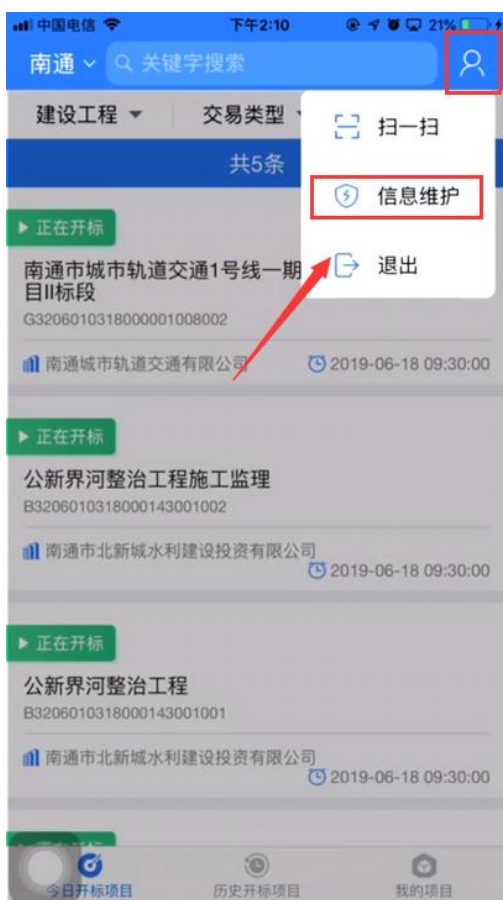 中国电信 下午2:10 21%
南通 关键字搜索
建设工程 交易类型
扫一扫
共5条
信息维护
退出
正在开标
南通市城市轨道交通1号线一期
目II标段
G3206010318000001008002
南通城市轨道交通有限公司 2019-06-18 09:30:00
正在开标
公新界河整治工程施工监理
B3206010318000143001002
南通市北新城水利建设投资有限公司
2019-06-18 09:30:00
正在开标
公新界河整治工程
B3206010318000143001001
南通市北新城水利建设投资有限公司
2019-06-18 09:30:00
今日开标项目 历史开标项目 我的项目